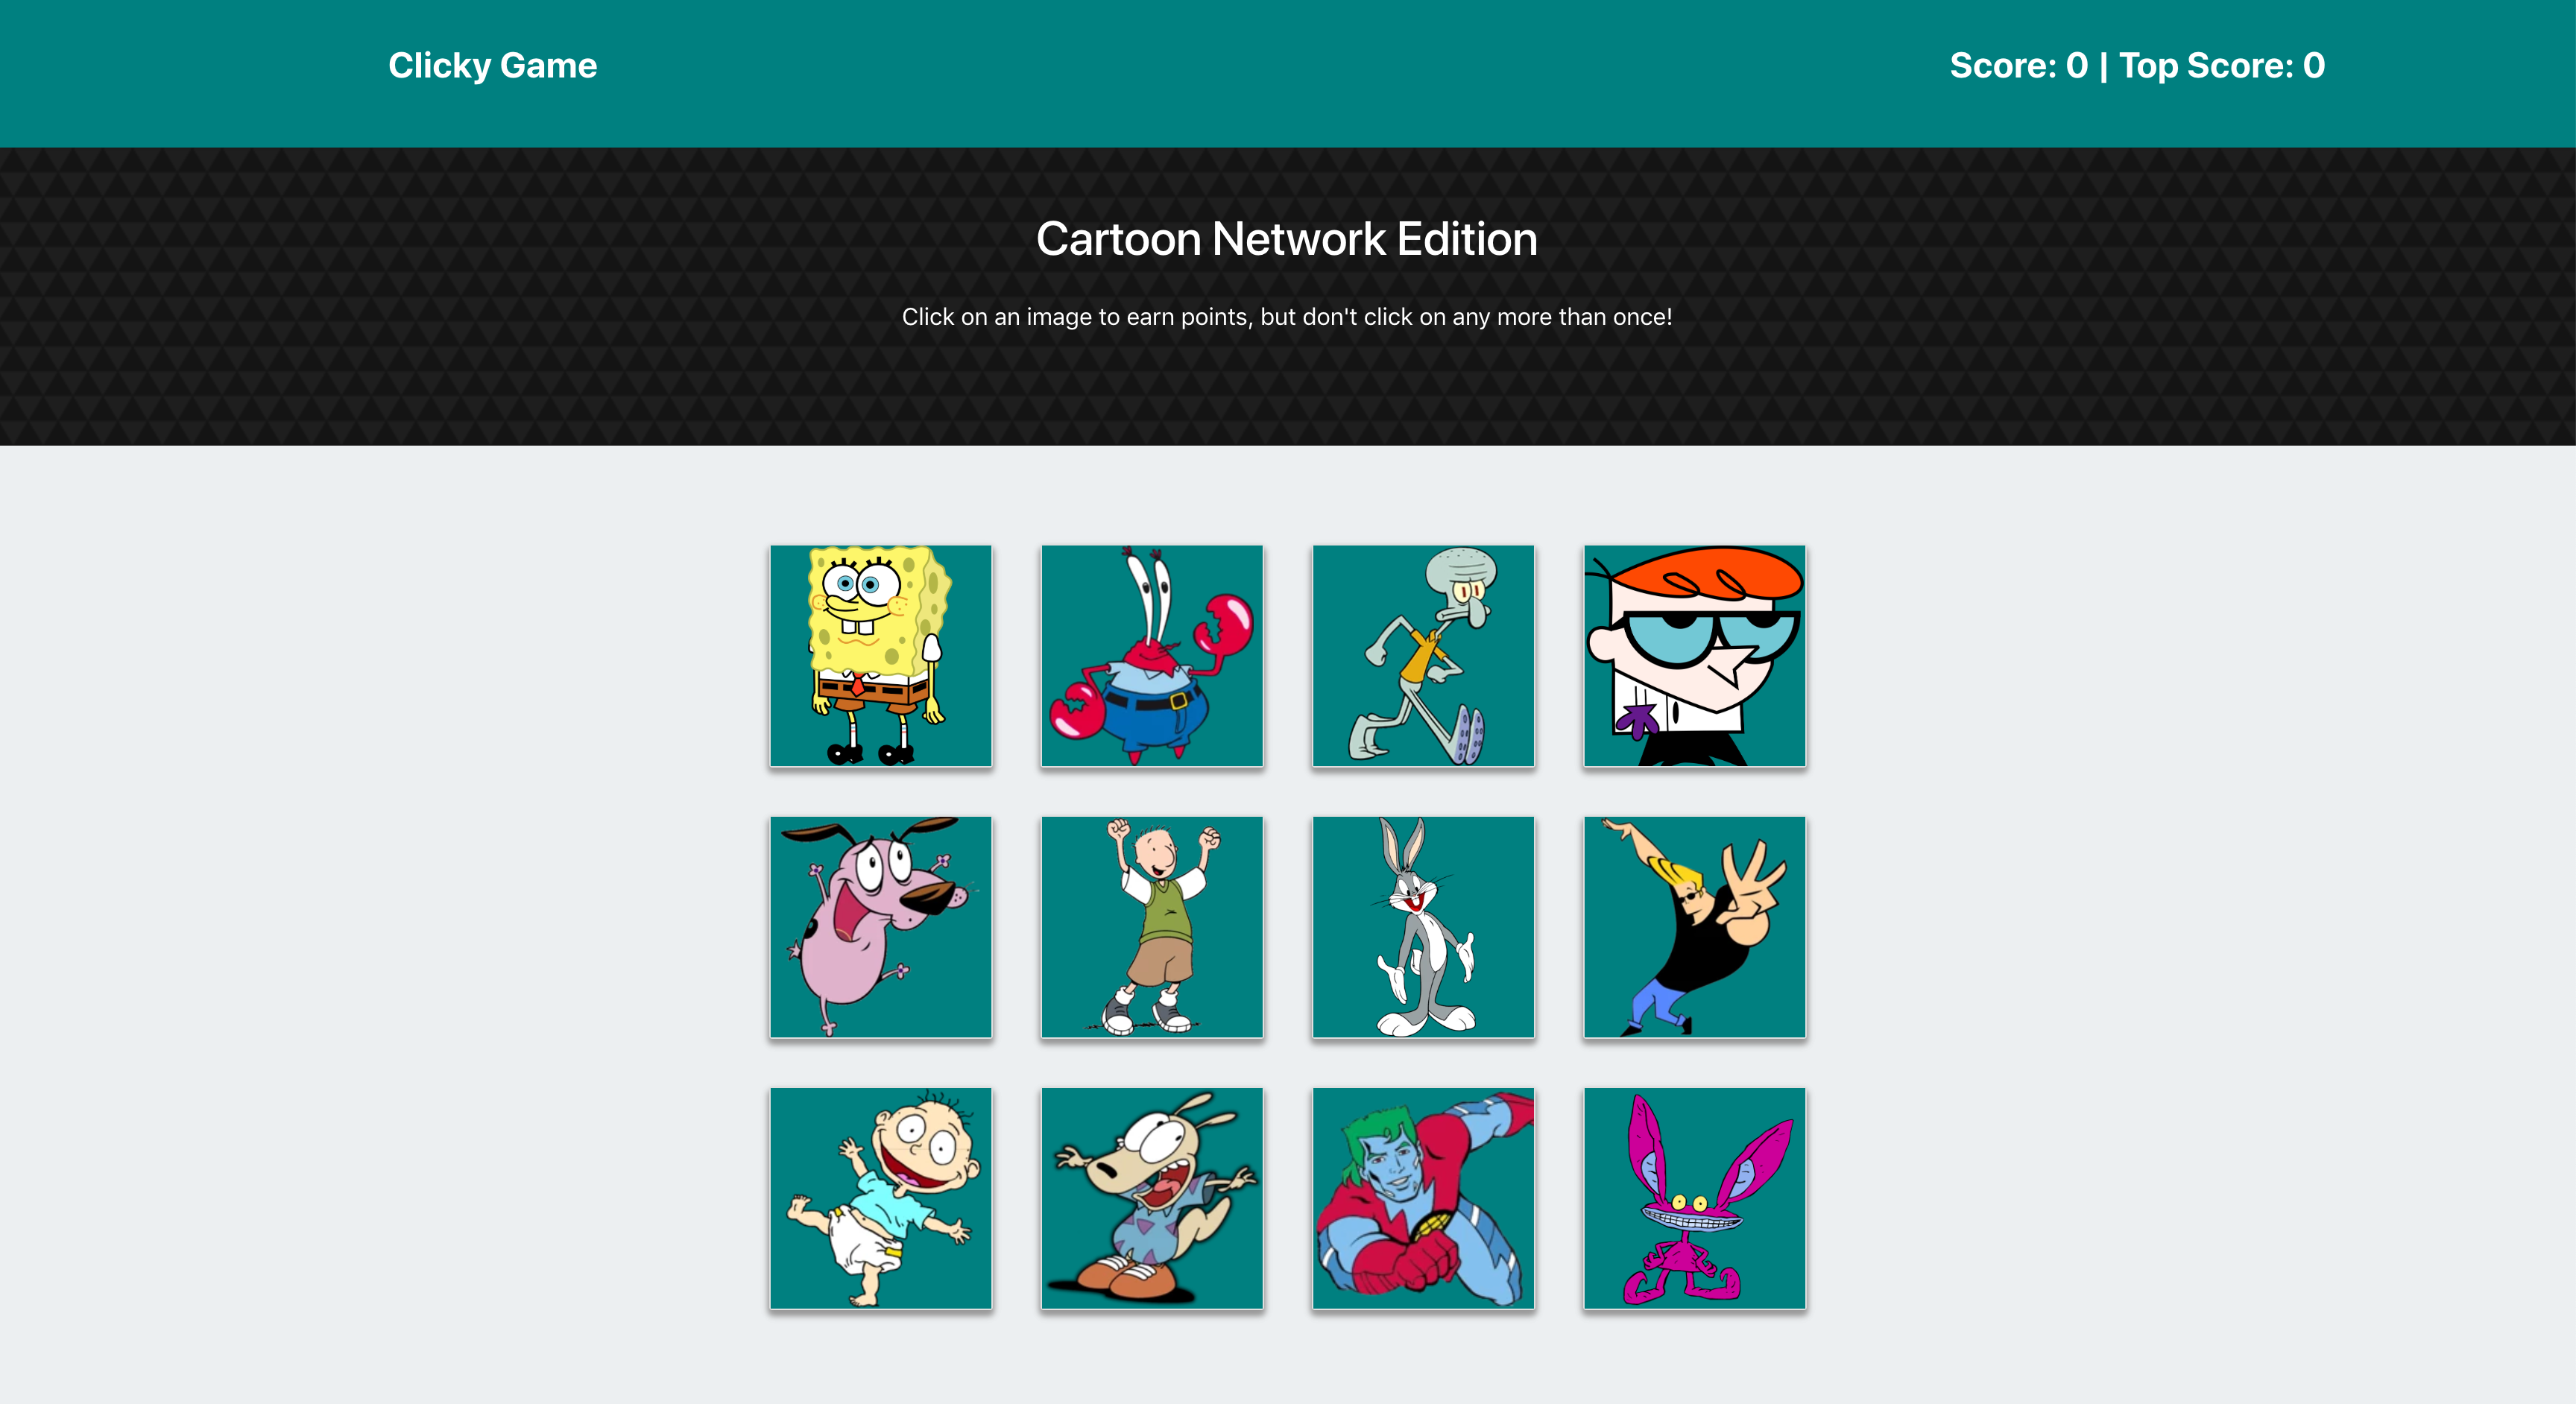 Clicky Game
Score: 0 | Top Score: 0
Cartoon Network Edition
Click on an image to earn points, but don't click on any more than once!